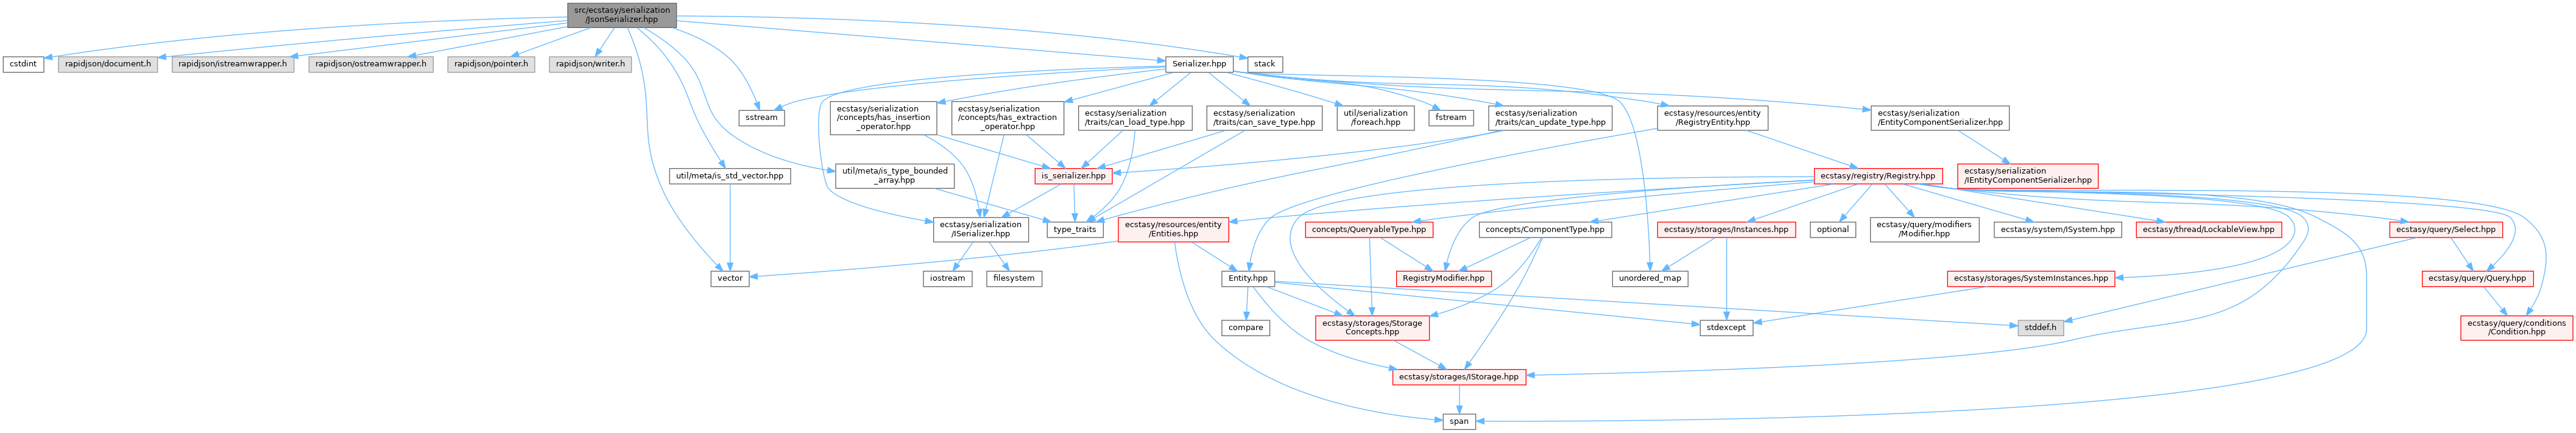 src/ecstasy/serialization
/JsonSerializer.hpp
cstdint
rapidjson/document.h
rapidjson/istreamwrapper.h
rapidjson/ostreamwrapper.h
rapidjson/pointer.h
rapidjson/writer.h
Serializer.hpp
stack
sstream
ecstasy/serialization
/concepts/has_insertion
_operator.hpp
ecstasy/serialization
/concepts/has_extraction
_operator.hpp
ecstasy/serialization
/traits/can_load_type.hpp
ecstasy/serialization
/traits/can_save_type.hpp
util/serialization
/foreach.hpp
fstream
ecstasy/serialization
/traits/can_update_type.hpp
ecstasy/resources/entity
/RegistryEntity.hpp
ecstasy/serialization
/EntityComponentSerializer.hpp
util/meta/is_std_vector.hpp
util/meta/is_type_bounded
_array.hpp
is_serializer.hpp
ecstasy/registry/Registry.hpp
ecstasy/serialization
/IEntityComponentSerializer.hpp
ecstasy/serialization
/ISerializer.hpp
type_traits
ecstasy/resources/entity
/Entities.hpp
concepts/QueryableType.hpp
concepts/ComponentType.hpp
ecstasy/storages/Instances.hpp
optional
ecstasy/query/modifiers
/Modifier.hpp
ecstasy/system/ISystem.hpp
ecstasy/thread/LockableView.hpp
ecstasy/query/Select.hpp
vector
iostream
filesystem
Entity.hpp
RegistryModifier.hpp
unordered_map
ecstasy/storages/SystemInstances.hpp
ecstasy/query/Query.hpp
compare
ecstasy/storages/Storage
Concepts.hpp
stdexcept
stddef.h
ecstasy/query/conditions
/Condition.hpp
ecstasy/storages/IStorage.hpp
span